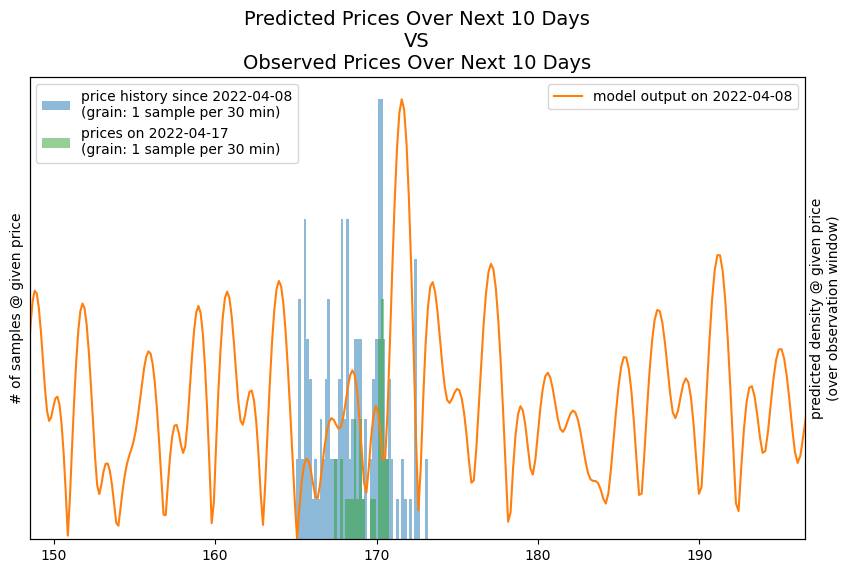 Predicted Prices Over Next 10 Days
VS
Observed Prices Over Next 10 Days
price history since 2022-04-08
(grain: 1 sample per 30 min)
prices on 2022-04-17
(grain: 1 sample per 30 min)
model output on 2022-04-08
# of samples @ given price
predicted density @ given price
(over observation window)
150
160
170
180
190